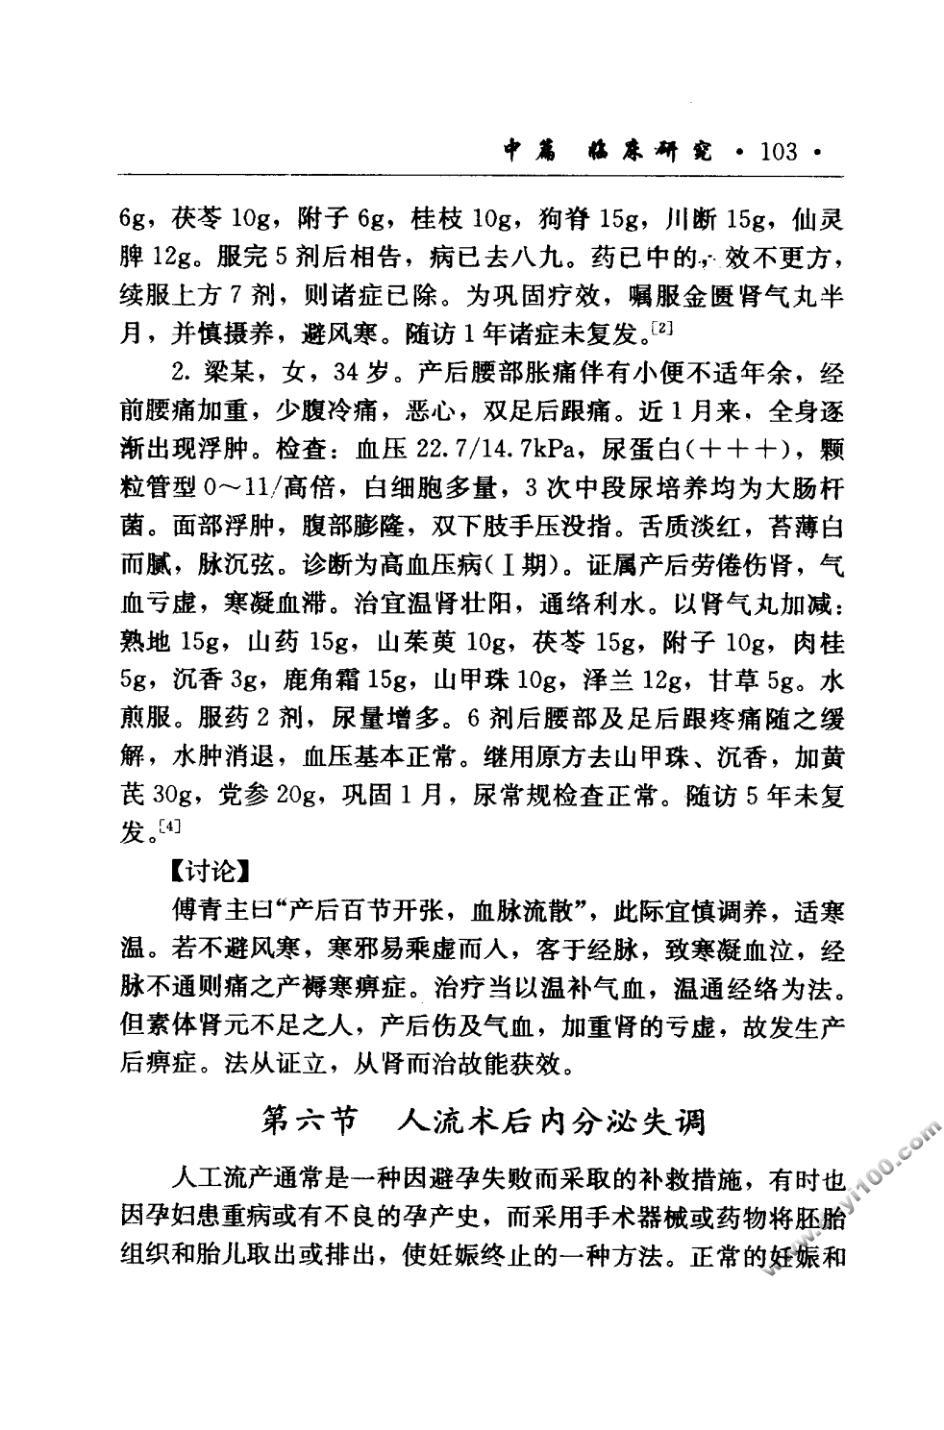 中篇 临床研究 · 103 ·
6g，茯苓 10g，附子 6g，桂枝 10g，狗脊 15g，川断 15g，仙灵
脾 12g。服完 5 剂后相告，病已去八九。药已中的，效不更方，
续服上方 7 剂，则诸症已除。为巩固疗效，嘱服金匮肾气丸半
月，并慎摄养，避风寒。随访 1 年诸症未复发。[2]
2. 梁某，女，34 岁。产后腰部胀痛伴有小便不适年余，经
前腰痛加重，少腹冷痛，恶心，双足后跟痛。近 1 月来，全身逐
渐出现浮肿。检查：血压 22.7/14.7kPa，尿蛋白(＋＋＋)，颗
粒管型 0～11/高倍，白细胞多量，3 次中段尿培养均为大肠杆
菌。面部浮肿，腹部膨隆，双下肢手压没指。舌质淡红，苔薄白
而腻，脉沉弦。诊断为高血压病(Ⅰ期)。证属产后劳倦伤肾，气
血亏虚，寒凝血滞。治宜温肾壮阳，通络利水。以肾气丸加减：
熟地 15g，山药 15g，山茱萸 10g，茯苓 15g，附子 10g，肉桂
5g，沉香 3g，鹿角霜 15g，山甲珠 10g，泽兰 12g，甘草 5g。水
煎服。服药 2 剂，尿量增多。6 剂后腰部及足后跟疼痛随之缓
解，水肿消退，血压基本正常。继用原方去山甲珠、沉香，加黄
芪 30g，党参 20g，巩固 1 月，尿常规检查正常。随访 5 年未复
发。[4]
【讨论】
傅青主曰“产后百节开张，血脉流散”，此际宜慎调养，适寒
温。若不避风寒，寒邪易乘虚而人，客于经脉，致寒凝血泣，经
脉不通则痛之产褥寒痹症。治疗当以温补气血，温通经络为法。
但素体肾元不足之人，产后伤及气血，加重肾的亏虚，故发生产
后痹症。法从证立，从肾而治故能获效。
第六节 人流术后内分泌失调
人工流产通常是一种因避孕失败而采取的补救措施，有时也
因孕妇患重病或有不良的孕产史，而采用手术器械或药物将胚胎
组织和胎儿取出或排出，使妊娠终止的一种方法。正常的妊娠和